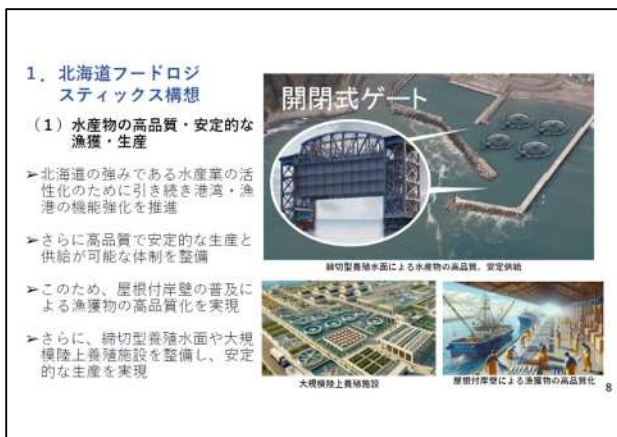 1．北海道フードロジ
スティックス構想
（1）水産物の高品質・安定的な
漁獲・生産
➢北海道の強みである水産業の活
性化のために引き続き港湾・漁
港の機能強化を推進
➢さらに高品質で安定的な生産と
供給が可能な体制を整備
➢このため、屋根付岸壁の普及に
よる漁獲物の高品質化を実現
➢さらに、締切型養殖水面や大規
模陸上養殖施設を整備し、安定
的な生産を実現
開閉式ゲート
締切型養殖水面による水産物の高品質、安定供給
大規模陸上養殖施設
屋根付岸壁による漁獲物の高品質化
8